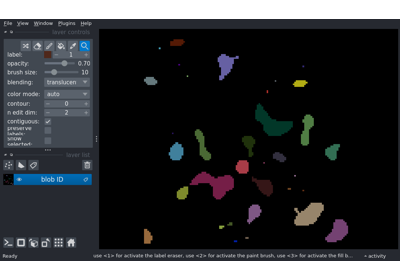 File View Window Plugins Help
layer controls
label: 1
opacity: 0.70
brush size: 10
blending: translucen
color mode: auto
contour: 0
n edit dim: 2
contiguous:
preserve
labels:
show
selected:
layer list
blob ID
Ready
use <1> for activate the label eraser, use <2> for activate the paint brush, use <3> for activate the fill b...
activity